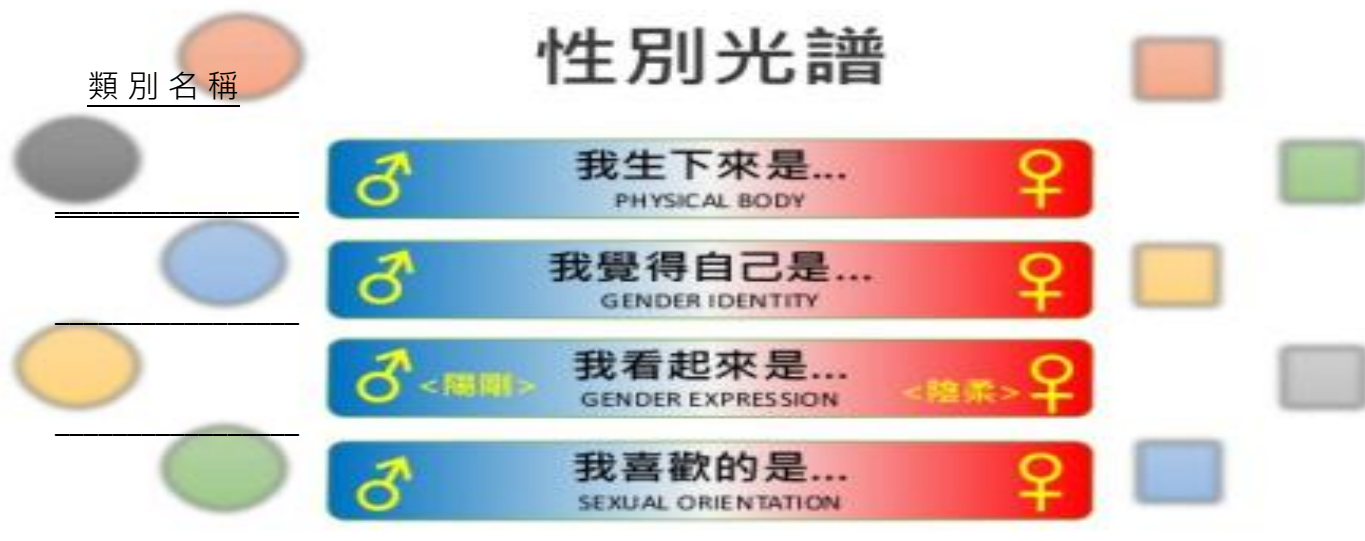 性別光譜
類別名稱
我生下來是...
PHYSICAL BODY
我覺得自己是...
GENDER IDENTITY
<陽剛> 我看起來是... <陰柔>
GENDER EXPRESSION
我喜歡的是...
SEXUAL ORIENTATION